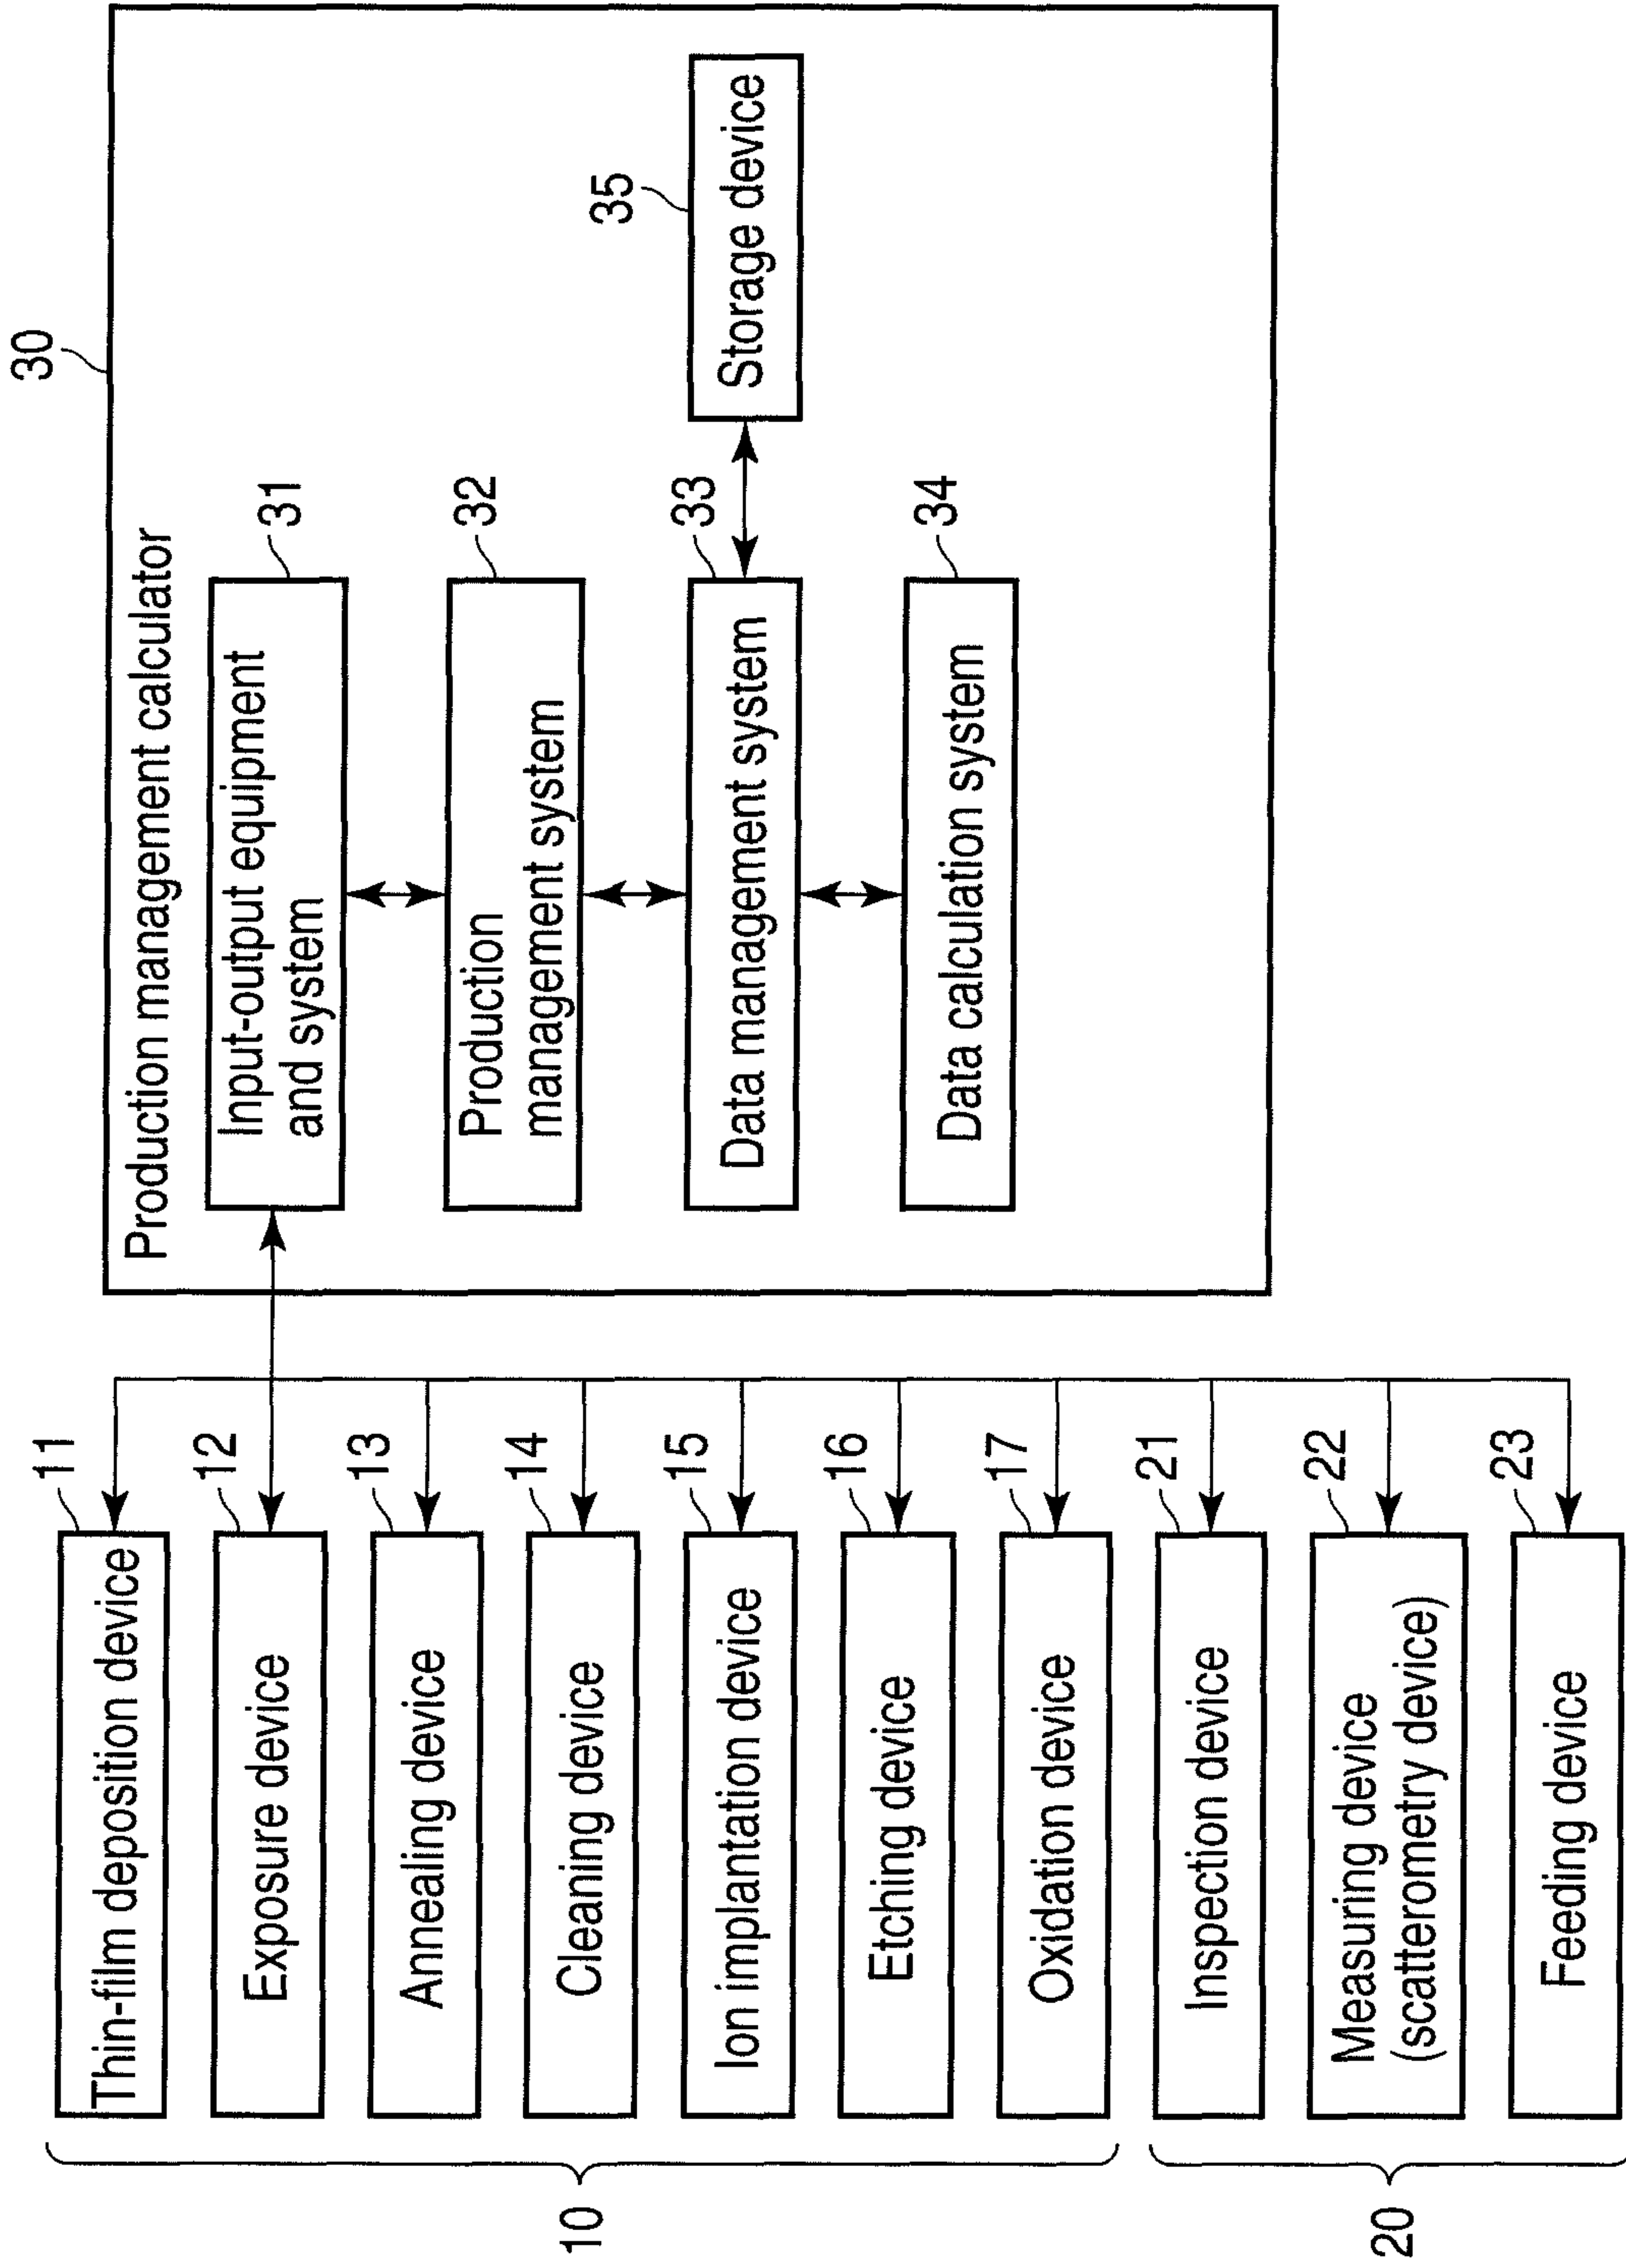 30
Production management calculator
31
Input-output equipment
and system
32
Production
management system
33
Data management system
35
Storage device
34
Data calculation system
10
11
Thin-film deposition device
12
Exposure device
13
Annealing device
14
Cleaning device
15
Ion implantation device
16
Etching device
17
Oxidation device
20
21
Inspection device
22
Measuring device
(scatterometry device)
23
Feeding device